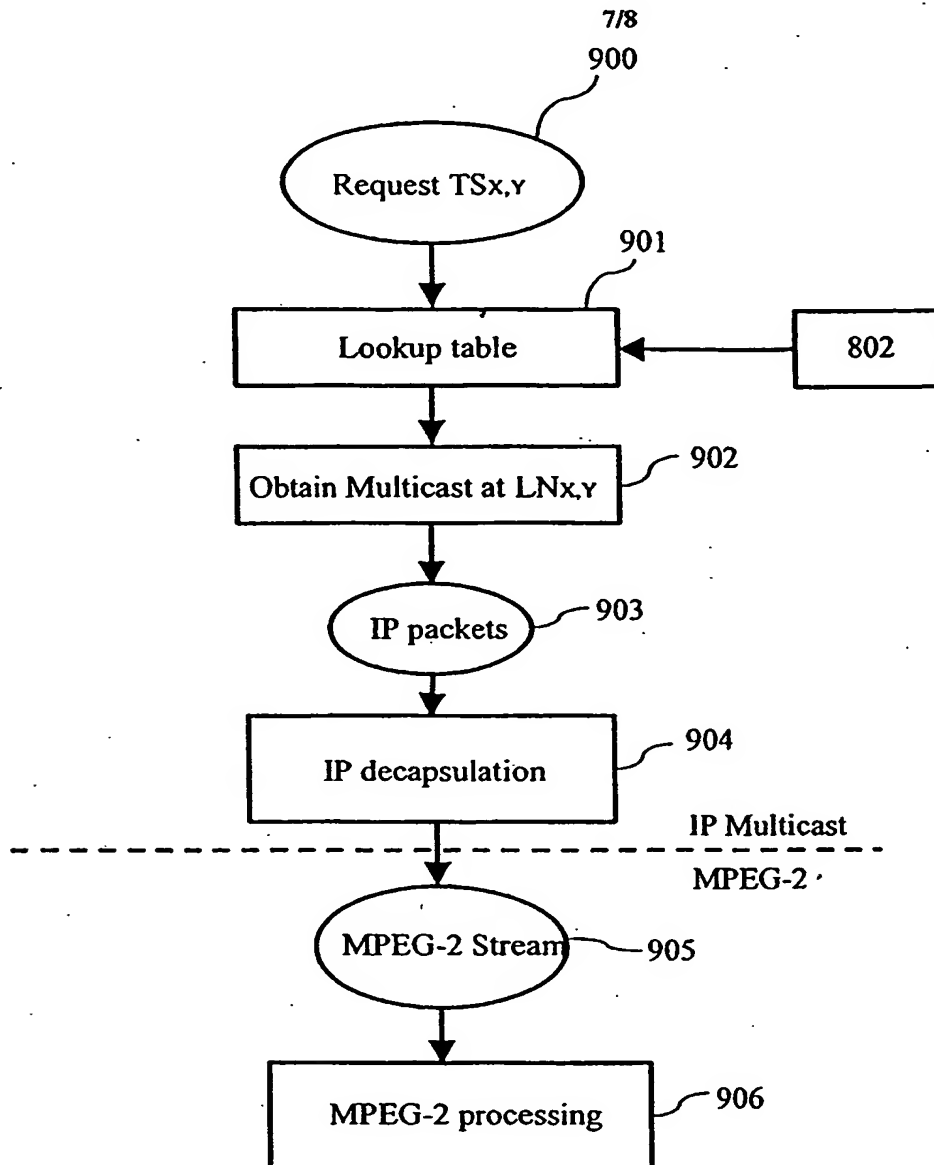 7/8
900
Request TSX,Y
901
Lookup table
802
902
Obtain Multicast at LNX,Y
903
IP packets
904
IP decapsulation
IP Multicast
MPEG-2
MPEG-2 Stream
905
906
MPEG-2 processing